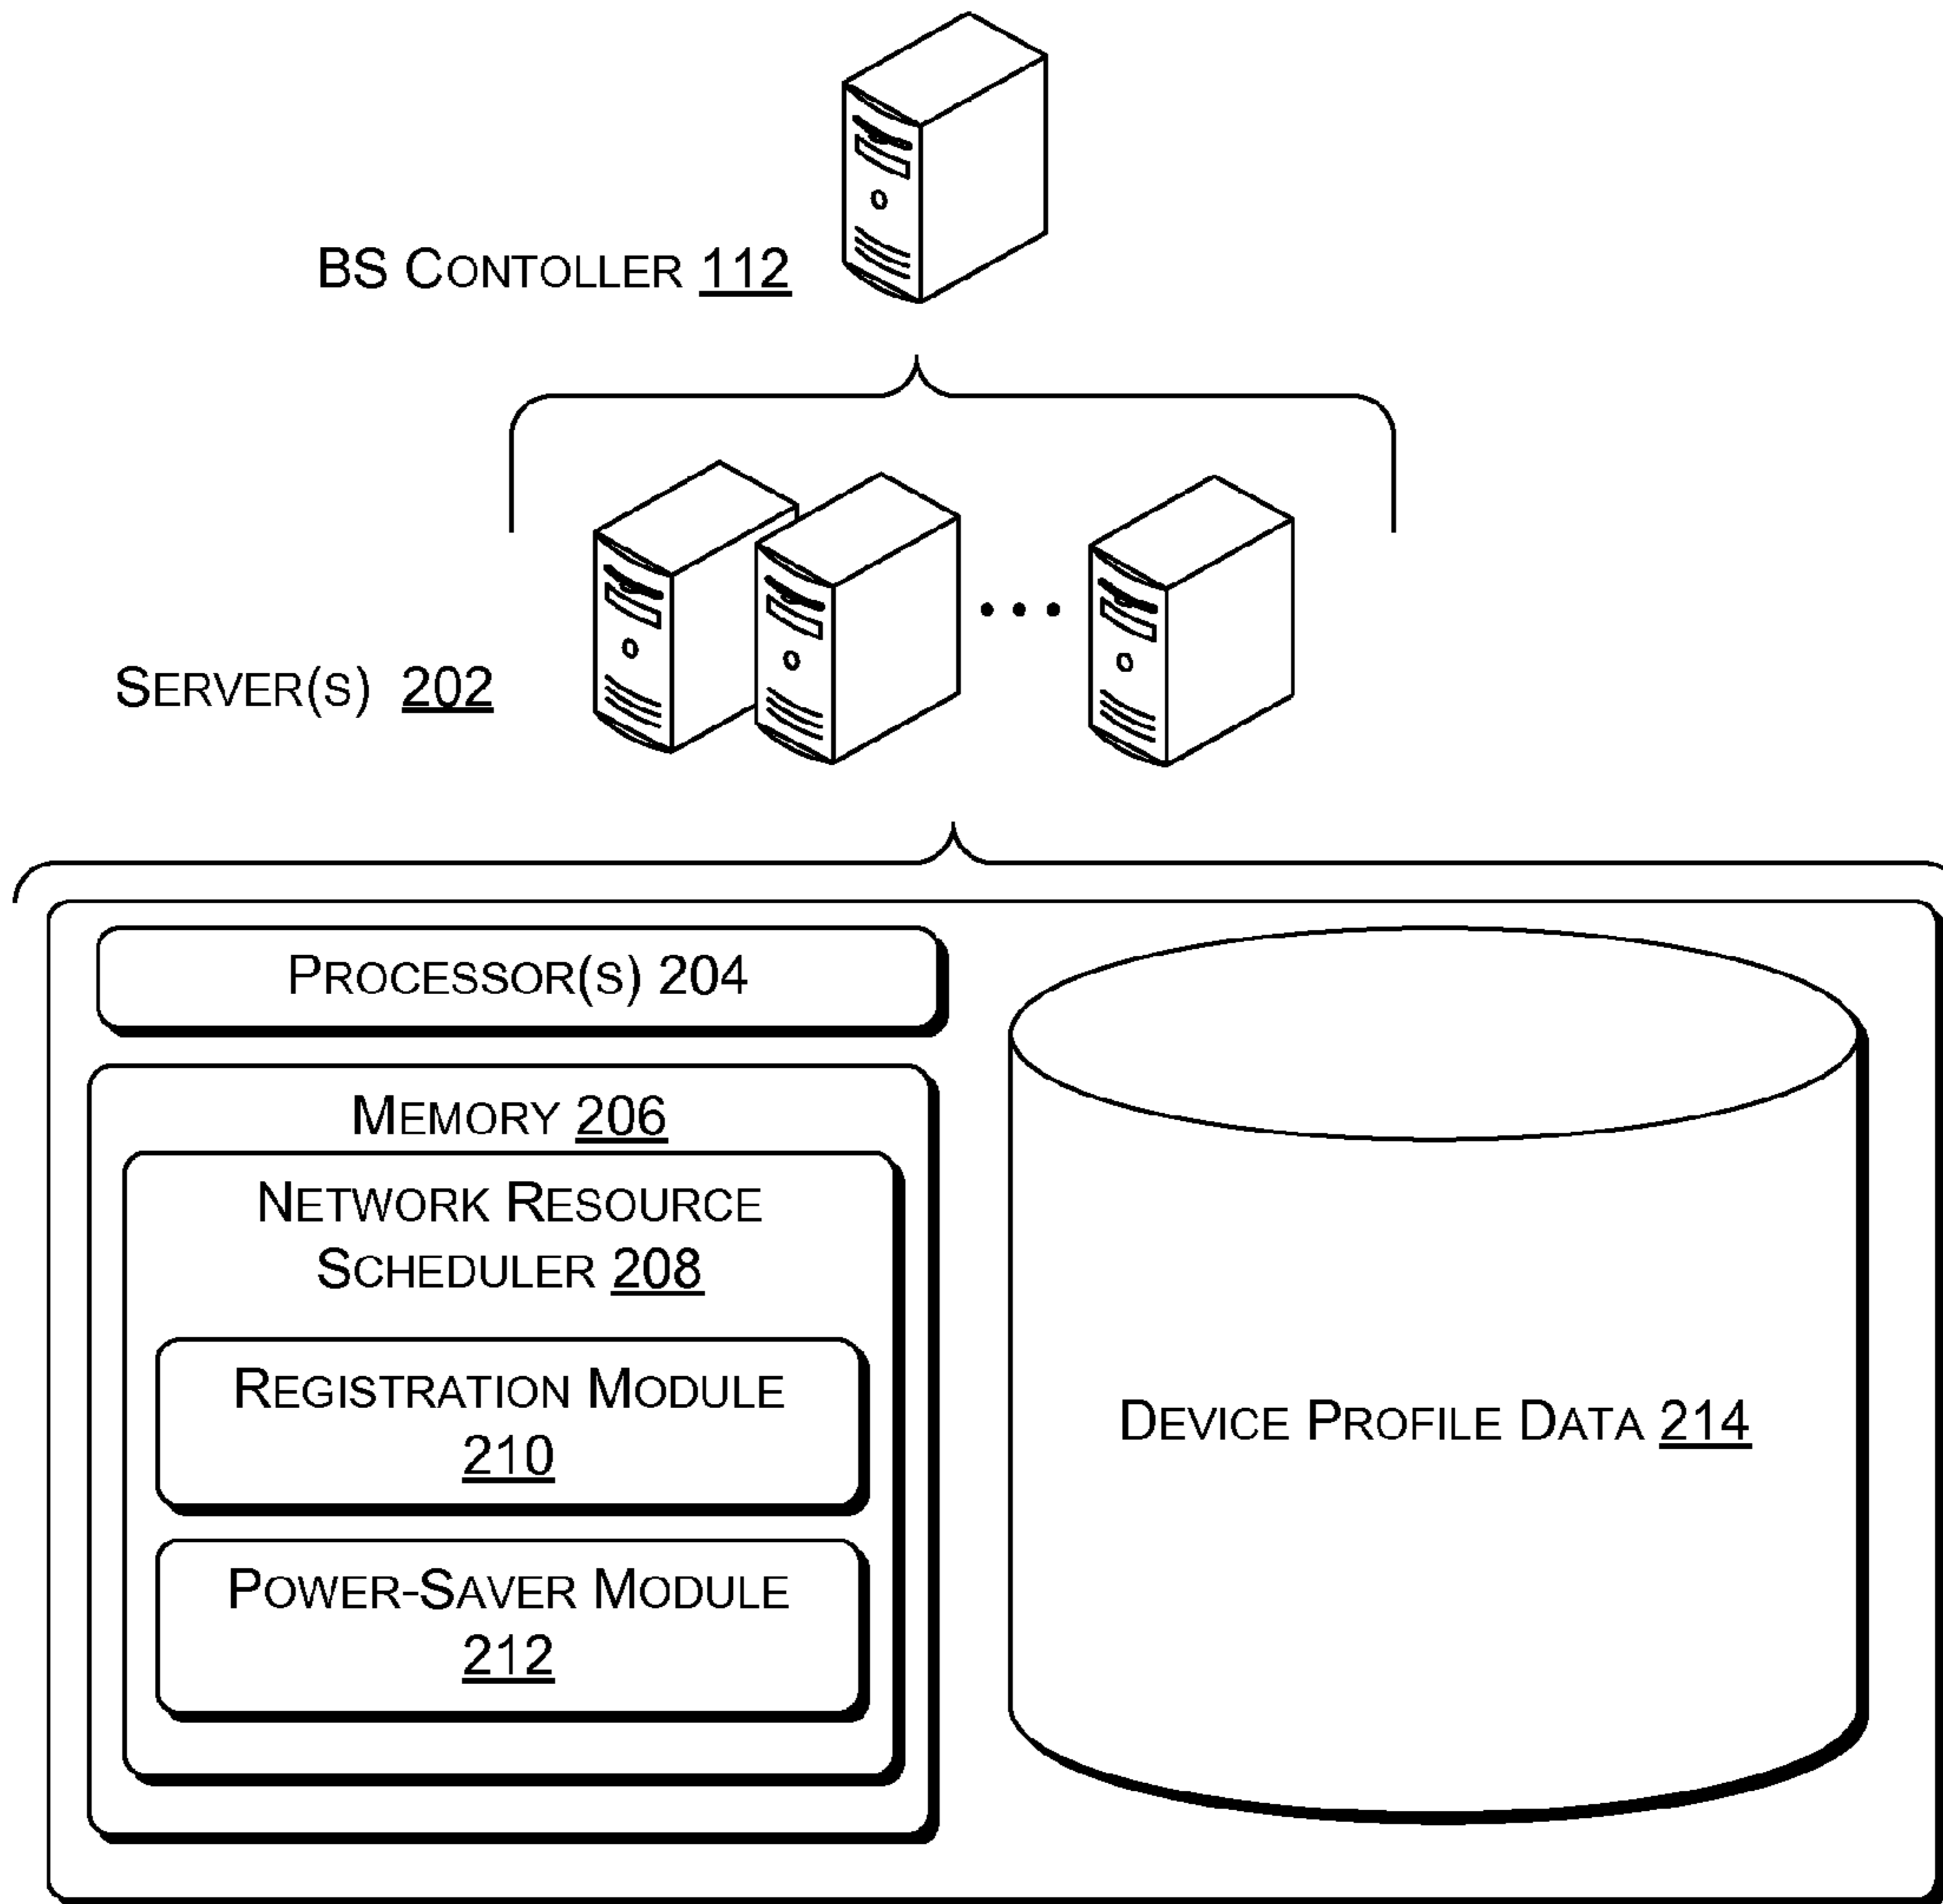 BS CONTOLLER 112
SERVER(S) 202
PROCESSOR(S) 204
MEMORY 206
NETWORK RESOURCE
SCHEDULER 208
REGISTRATION MODULE
210
POWER-SAVER MODULE
212
DEVICE PROFILE DATA 214